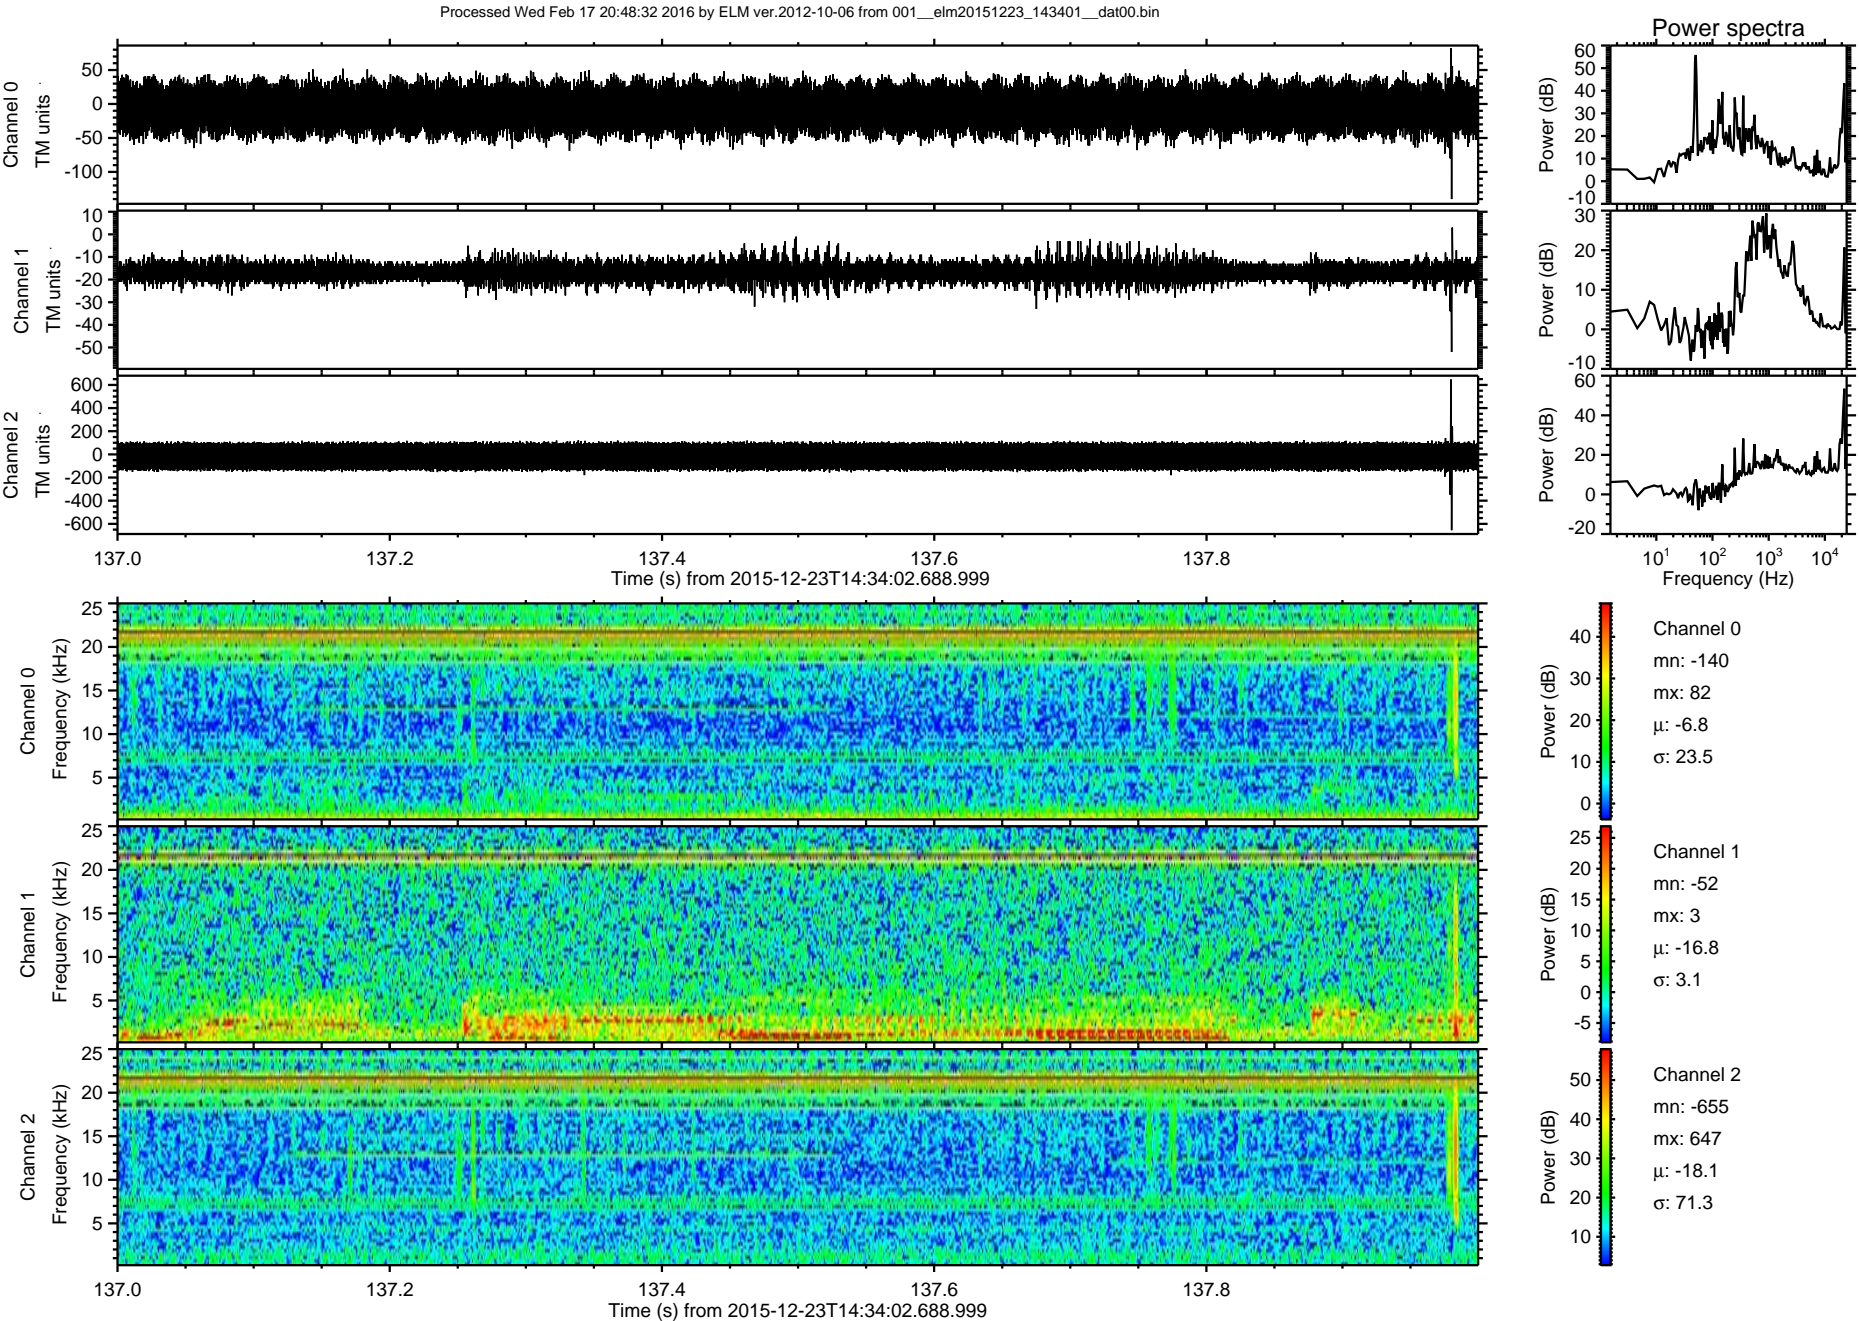 Processed Wed Feb 17 20:48:32 2016 by ELM ver.2012-10-06 from 001__elm20151223_143401__dat00.bin
Power spectra
Channel 0
TM units
50
0
-50
-100
Power (dB)
60
50
40
30
20
10
0
-10
Channel 1
TM units
10
0
-10
-20
-30
-40
-50
Power (dB)
30
20
10
0
-10
Channel 2
TM units
600
400
200
0
-200
-400
-600
Power (dB)
60
40
20
0
-20
137.0 137.2 137.4 137.6 137.8
Time (s) from 2015-12-23T14:34:02.688.999
10¹ 10² 10³ 10⁴
Frequency (Hz)
Channel 0
Frequency (kHz)
25
20
15
10
5
Power (dB)
40
30
20
10
0
Channel 0
mn: -140
mx: 82
μ: -6.8
σ: 23.5
Channel 1
Frequency (kHz)
25
20
15
10
5
Power (dB)
25
20
15
10
5
0
-5
Channel 1
mn: -52
mx: 3
μ: -16.8
σ: 3.1
Channel 2
Frequency (kHz)
25
20
15
10
5
Power (dB)
50
40
30
20
10
Channel 2
mn: -655
mx: 647
μ: -18.1
σ: 71.3
137.0 137.2 137.4 137.6 137.8
Time (s) from 2015-12-23T14:34:02.688.999